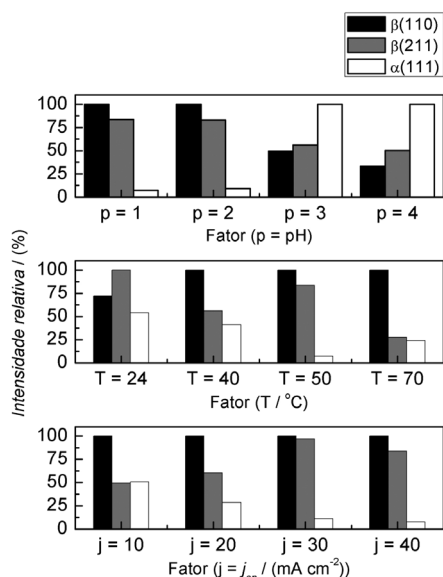 β(110)
β(211)
α(111)
Intensidade relativa / (%)
100
75
50
25
0
p = 1 p = 2 p = 3 p = 4
Fator (p = pH)
100
75
50
25
0
T = 24 T = 40 T = 50 T = 70
Fator (T / °C)
100
75
50
25
0
j = 10 j = 20 j = 30 j = 40
Fator (j = j / (mA cm⁻²))